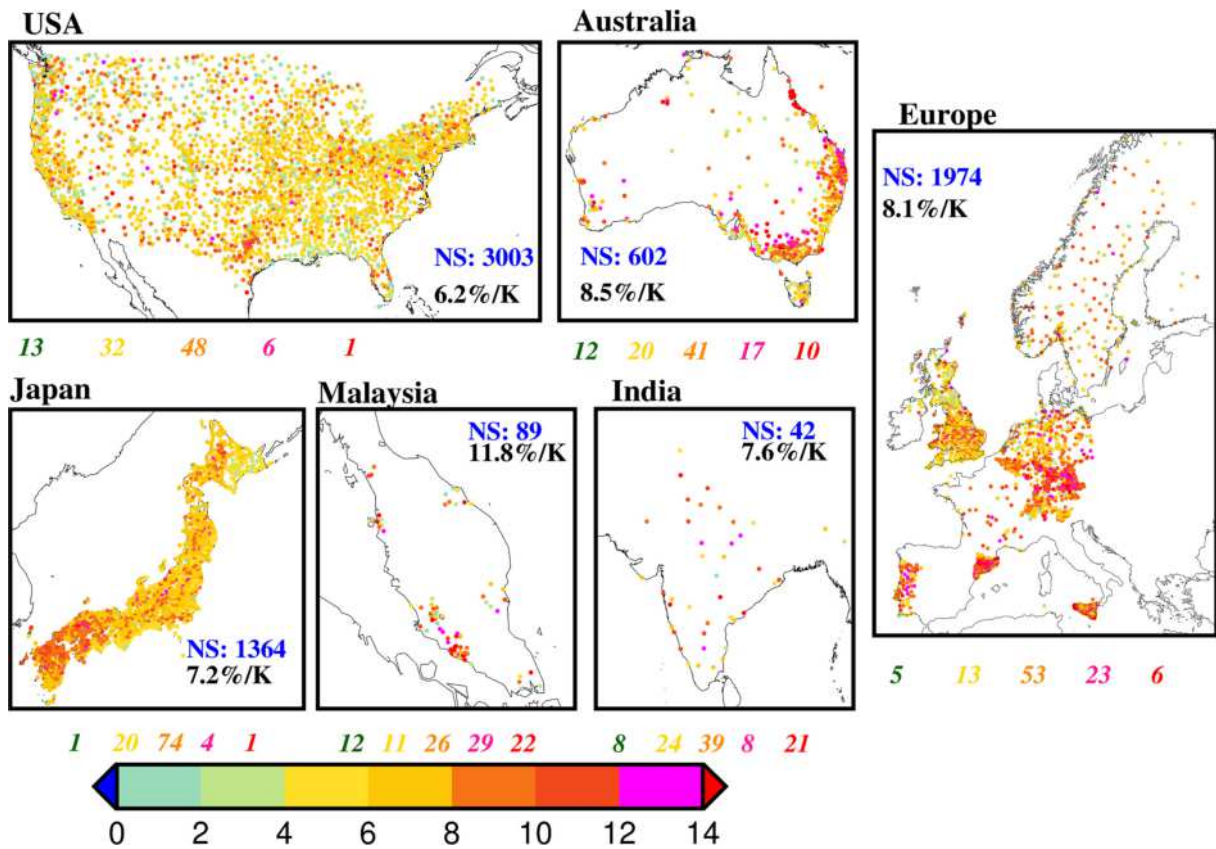 USA
NS: 3003
6.2%/K
13 32 48 6 1
Australia
NS: 602
8.5%/K
12 20 41 17 10
Europe
NS: 1974
8.1%/K
5 13 53 23 6
Japan
NS: 1364
7.2%/K
1 20 74 4 1
Malaysia
NS: 89
11.8%/K
12 11 26 29 22
India
NS: 42
7.6%/K
8 24 39 8 21
0 2 4 6 8 10 12 14